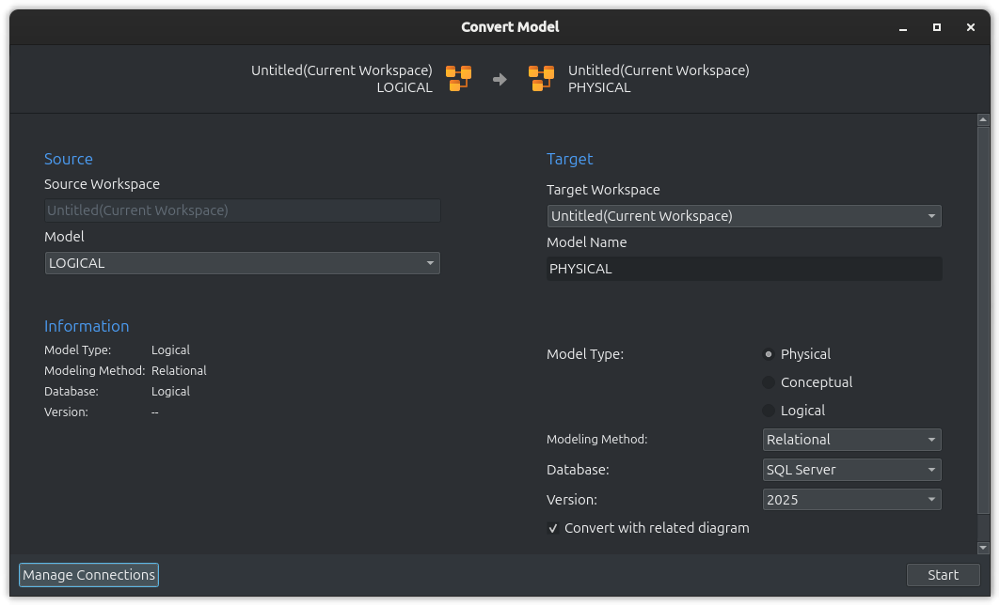 Convert Model
Untitled(Current Workspace)
LOGICAL
Untitled(Current Workspace)
PHYSICAL
Source
Source Workspace
Untitled(Current Workspace)
Model
LOGICAL
Information
Model Type: Logical
Modeling Method: Relational
Database: Logical
Version: --
Target
Target Workspace
Untitled(Current Workspace)
Model Name
PHYSICAL
Model Type:
Physical
Conceptual
Logical
Modeling Method: Relational
Database: SQL Server
Version: 2025
Convert with related diagram
Manage Connections
Start